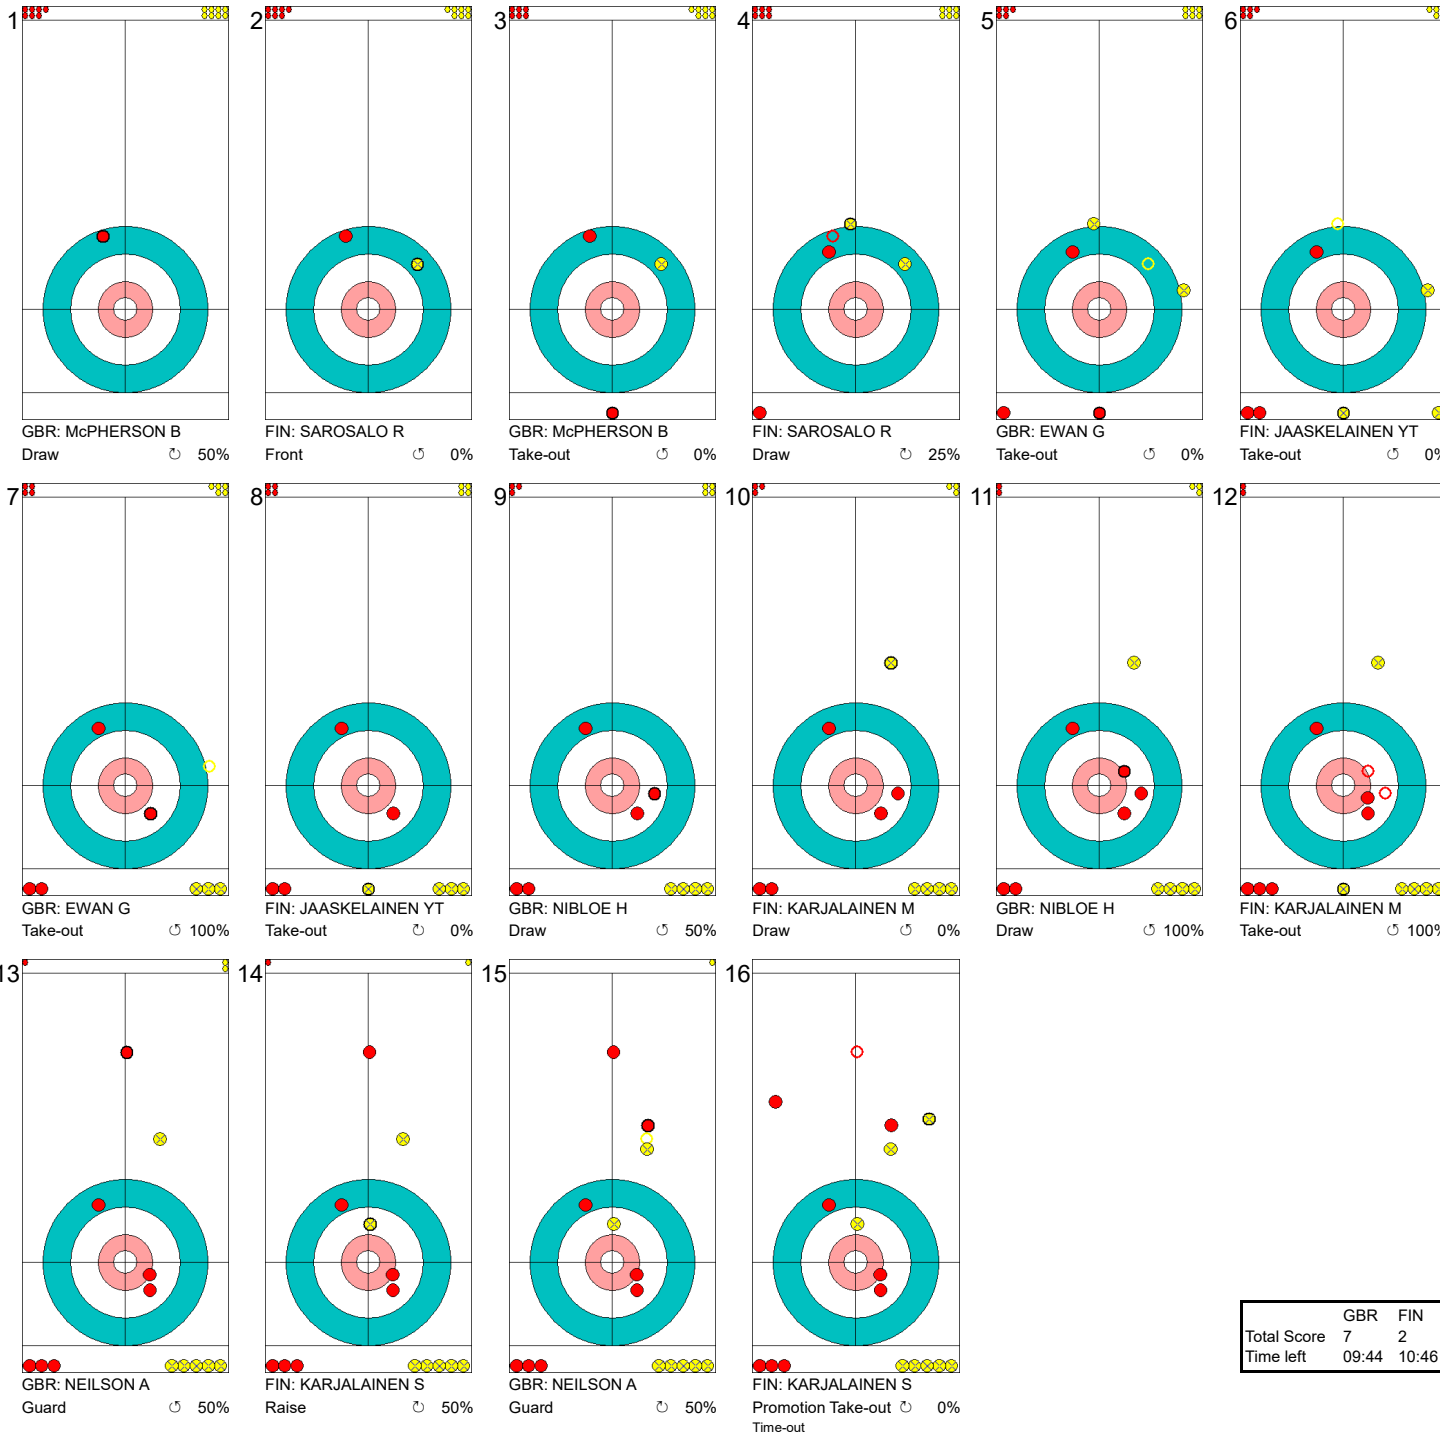 1 2 3 4 5 6
GBR: McPHERSON B FIN: SAROSALO R GBR: McPHERSON B FIN: SAROSALO R GBR: EWAN G FIN: JAASKELAINEN YT
Draw ↺ 50% Front ↺ 0% Take-out ↺ 0% Draw ↺ 25% Take-out ↺ 0% Take-out ↺ 0%
7 8 9 10 11 12
GBR: EWAN G FIN: JAASKELAINEN YT GBR: NIBLOE H FIN: KARJALAINEN M GBR: NIBLOE H FIN: KARJALAINEN M
Take-out ↺ 100% Take-out ↻ 0% Draw ↺ 50% Draw ↻ 0% Draw ↺ 100% Take-out ↻ 100%
13 14 15 16
GBR: NEILSON A FIN: KARJALAINEN S GBR: NEILSON A FIN: KARJALAINEN S
Guard ↺ 50% Raise ↻ 50% Guard ↻ 50% Promotion Take-out ↻ 0%
Time-out
GBR FIN
Total Score 7 2
Time left 09:44 10:46